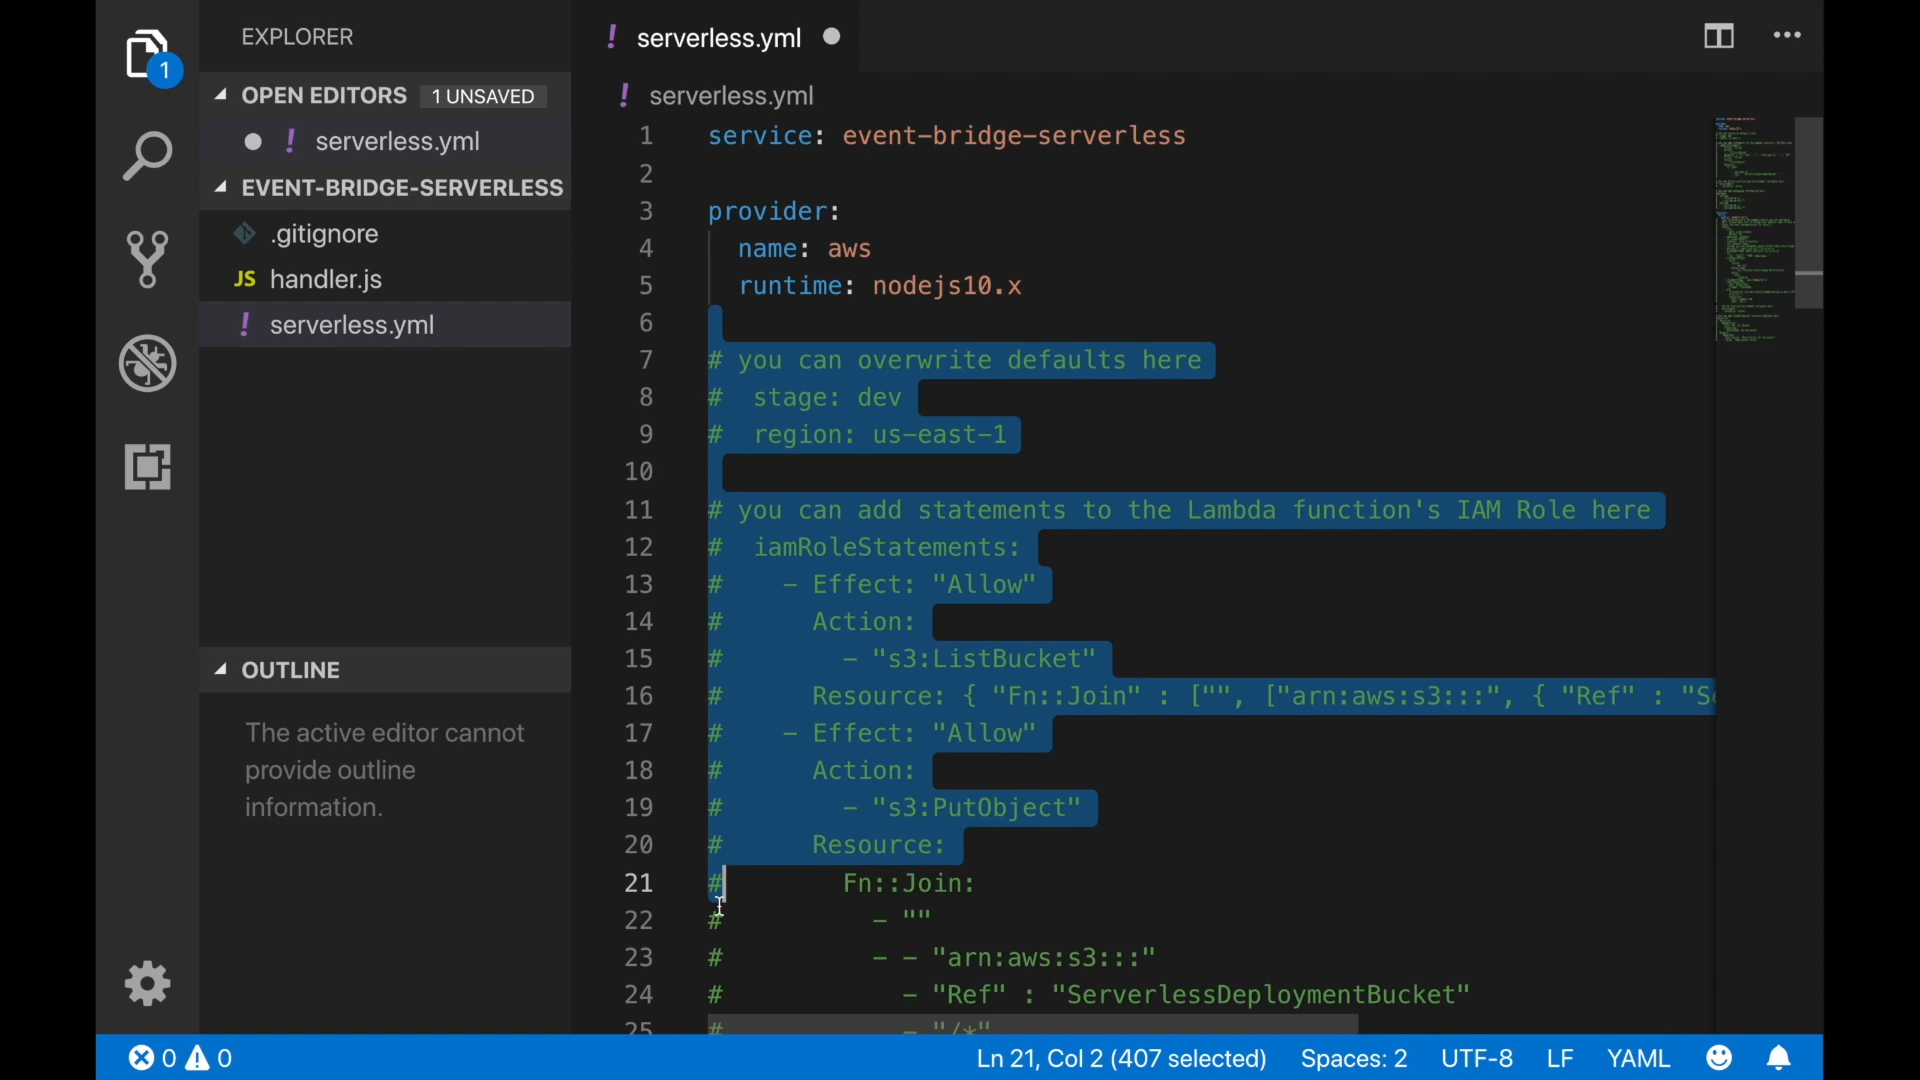 EXPLORER
OPEN EDITORS 1 UNSAVED
! serverless.yml
EVENT-BRIDGE-SERVERLESS
.gitignore
JS handler.js
! serverless.yml
OUTLINE
The active editor cannot
provide outline
information.
1
! serverless.yml
! serverless.yml
1 service: event-bridge-serverless
2
3 provider:
4   name: aws
5   runtime: nodejs10.x
6
7 # you can overwrite defaults here
8 #  stage: dev
9 #  region: us-east-1
10
11 # you can add statements to the Lambda function's IAM Role here
12 #  iamRoleStatements:
13 #    - Effect: "Allow"
14 #      Action:
15 #        - "s3:ListBucket"
16 #      Resource: { "Fn::Join" : ["", ["arn:aws:s3:::", { "Ref" :
17 #    - Effect: "Allow"
18 #      Action:
19 #        - "s3:PutObject"
20 #      Resource:
21 #        Fn::Join:
22 #          - ""
23 #          - - "arn:aws:s3:::"
24 #            - "Ref" : "ServerlessDeploymentBucket"
25 #            - "/*"
0 0 Ln 21, Col 2 (407 selected) Spaces: 2 UTF-8 LF YAML